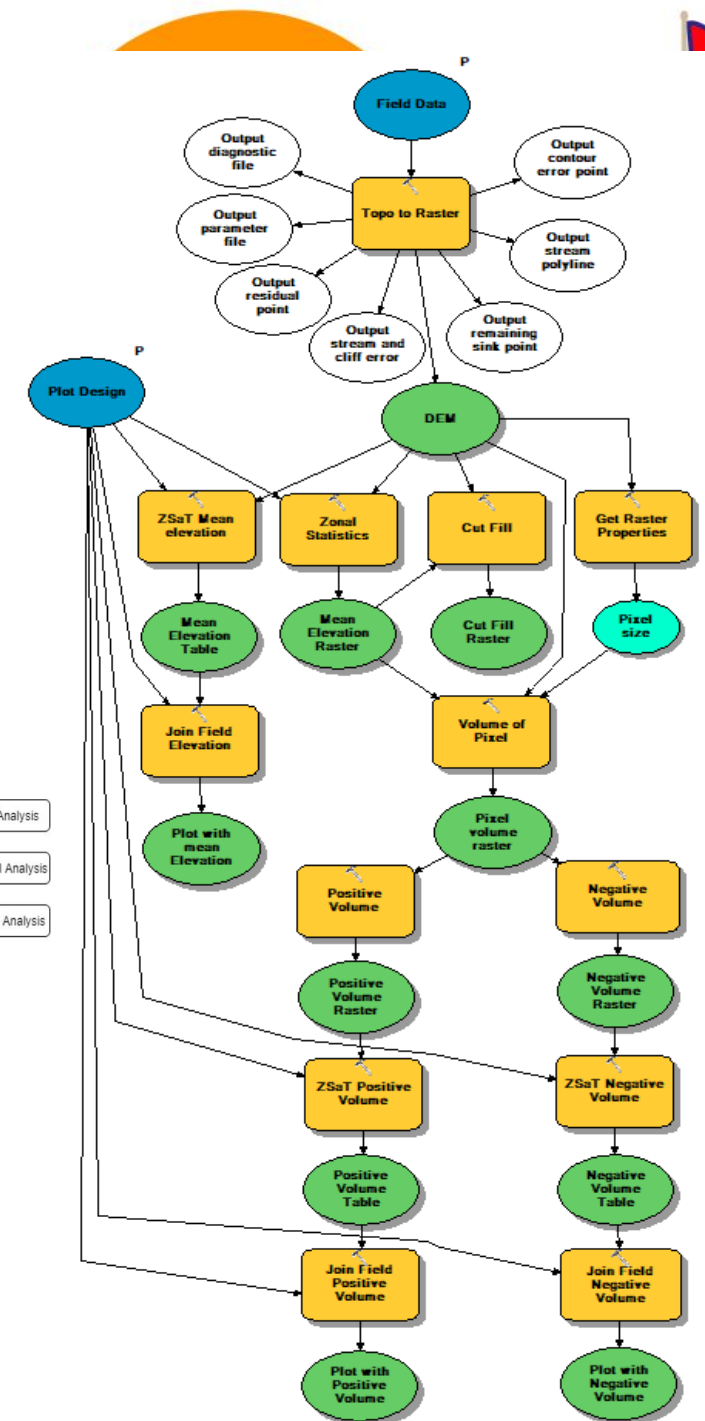 P
Field Data
Output
diagnostic
file
Output
contour
error point
Topo to Raster
Output
parameter
file
Output
stream
polyline
Output
residual
point
Output
stream and
cliff error
Output
remaining
sink point
P
Plot Design
DEM
ZSaT Mean
elevation
Zonal
Statistics
Cut Fill
Get Raster
Properties
Mean
Elevation
Table
Mean
Elevation
Raster
Cut Fill
Raster
Pixel
size
Join Field
Elevation
Volume of
Pixel
Analysis
Analysis
Analysis
Plot with
mean
Elevation
Pixel
volume
raster
Positive
Volume
Negative
Volume
Positive
Volume
Raster
Negative
Volume
Raster
ZSaT Positive
Volume
ZSaT Negative
Volume
Positive
Volume
Table
Negative
Volume
Table
Join Field
Positive
Volume
Join Field
Negative
Volume
Plot with
Positive
Volume
Plot with
Negative
Volume